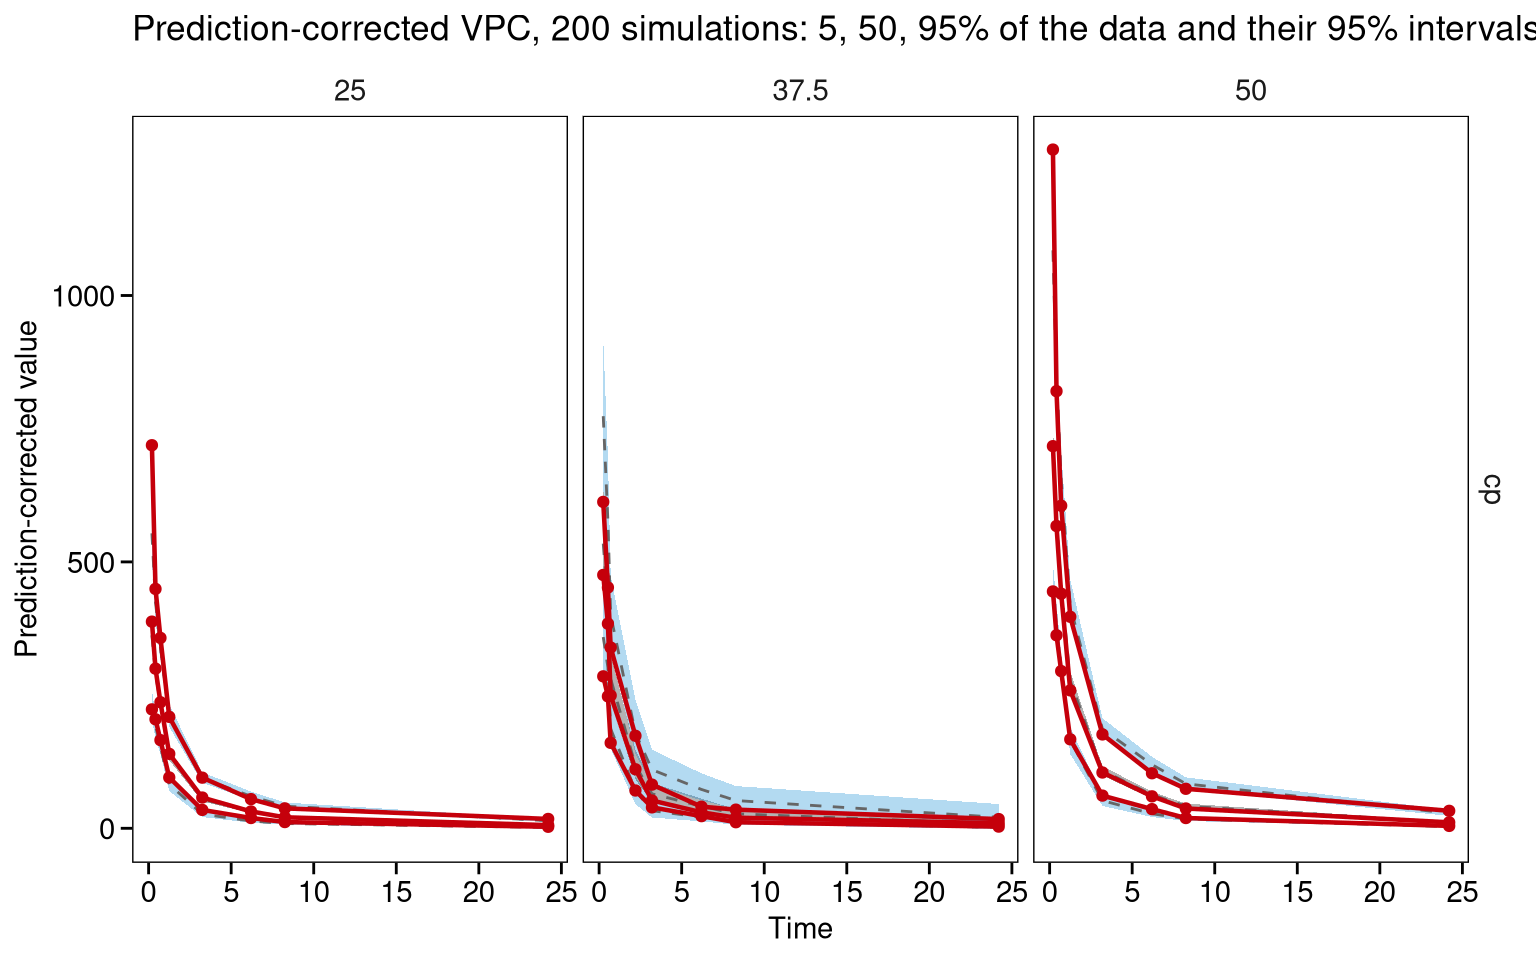 Prediction-corrected VPC, 200 simulations: 5, 50, 95% of the data and their 95% intervals
25 37.5 50
1000
500
0
Prediction-corrected value
cp
0 5 10 15 20 25 0 5 10 15 20 25 0 5 10 15 20 25
Time